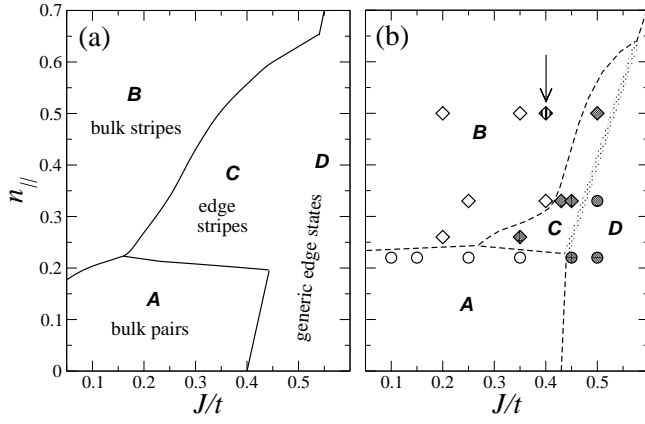 (a)
B
bulk stripes
C
edge
stripes
D
generic edge states
A
bulk pairs
n//
0.7
0.6
0.5
0.4
0.3
0.2
0.1
0
0.1
0.2
0.3
0.4
0.5
J/t
(b)
B
C
D
A
0.1
0.2
0.3
0.4
0.5
J/t